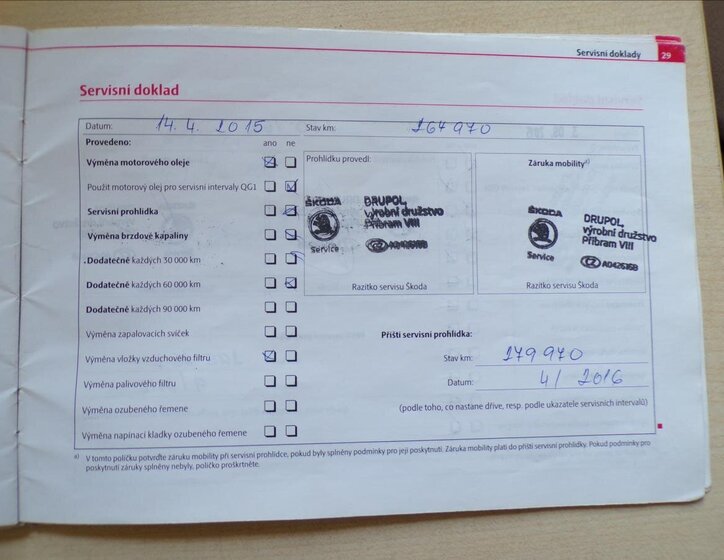 Servisní doklady 29
Servisní doklad
Datum: 14. 4. 2015 Stav km: 164 970
Provedeno: ano ne
Výměna motorového oleje
Použit motorový olej pro servisní intervaly QG1
Servisní prohlídka
Výměna brzdové kapaliny
Dodatečně každých 30 000 km
Dodatečně každých 60 000 km
Dodatečně každých 90 000 km
Výměna zapalovacích svíček
Výměna vložky vzduchového filtru
Výměna palivového filtru
Výměna ozubeného řemene
Výměna napínací kladky ozubeného řemene
Prohlídku provedl:
ŠKODA
Service
DRUPOL,
výrobní družstvo
Příbram VIII
CZ A042616B
Razítko servisu Škoda
Záruka mobility a)
ŠKODA
Service
DRUPOL,
výrobní družstvo
Příbram VIII
CZ A042616B
Razítko servisu Škoda
Příští servisní prohlídka:
Stav km: 179 970
Datum: 4/ 2016
(podle toho, co nastane dříve, resp. podle ukazatele servisních intervalů)
a) V tomto políčku potvrďte záruku mobility při servisní prohlídce, pokud byly splněny podmínky pro její poskytnutí. Záruka mobility platí do příští servisní prohlídky. Pokud podmínky pro
poskytnutí záruky splněny nebyly, políčko proškrtněte.